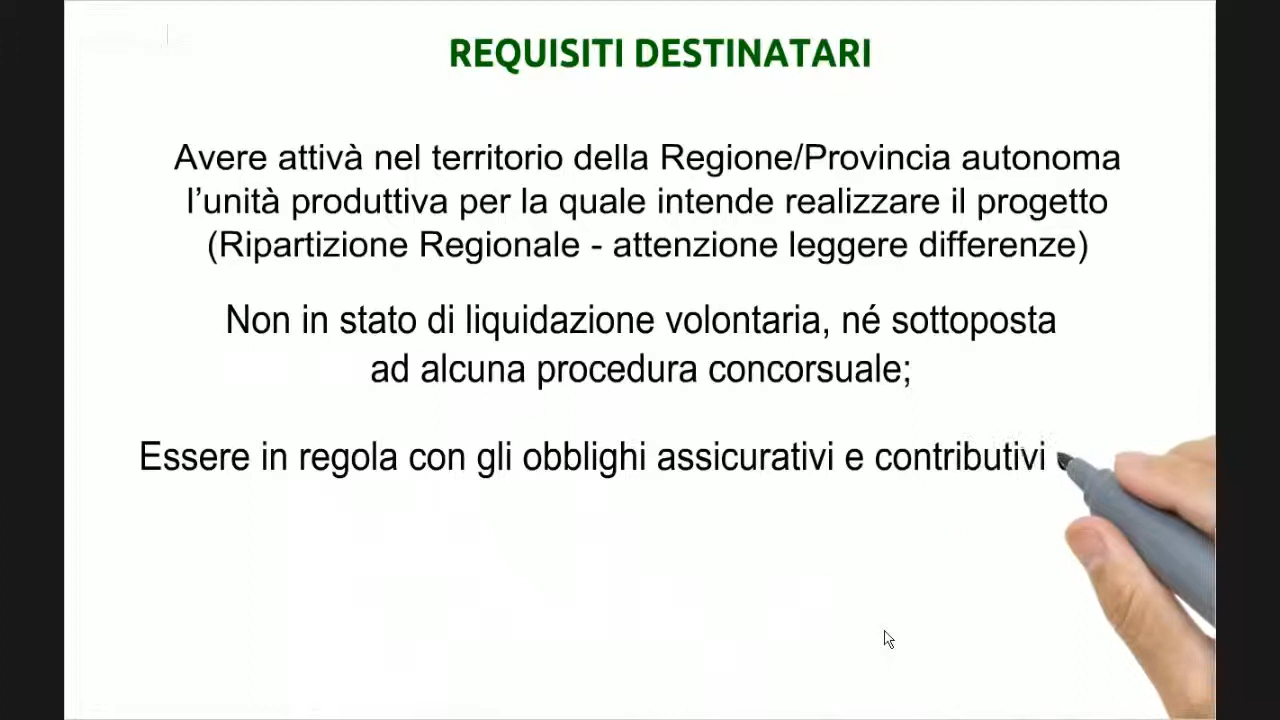 REQUISITI DESTINATARI
Avere attivà nel territorio della Regione/Provincia autonoma
l’unità produttiva per la quale intende realizzare il progetto
(Ripartizione Regionale - attenzione leggere differenze)
Non in stato di liquidazione volontaria, né sottoposta
ad alcuna procedura concorsuale;
Essere in regola con gli obblighi assicurativi e contributivi